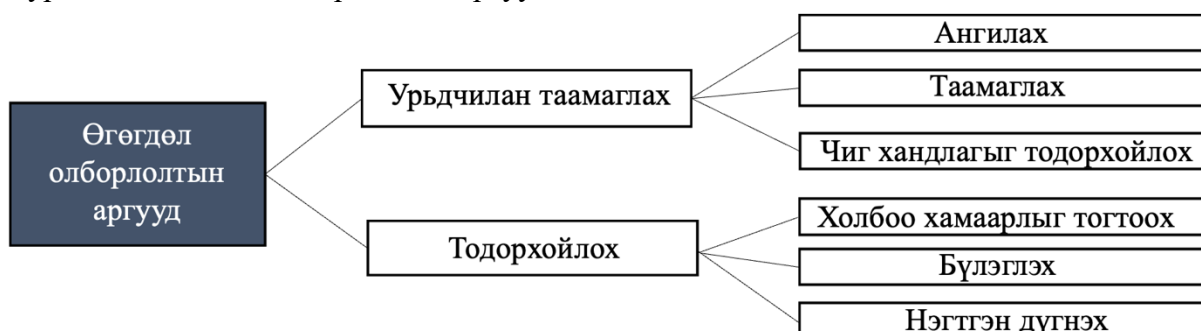 Өгөгдөл
олборлолтын
аргууд
Урьдчилан таамаглах
Ангилах
Таамаглах
Чиг хандлагыг тодорхойлох
Тодорхойлох
Холбоо хамаарлыг тогтоох
Бүлэглэх
Нэгтгэн дүгнэх